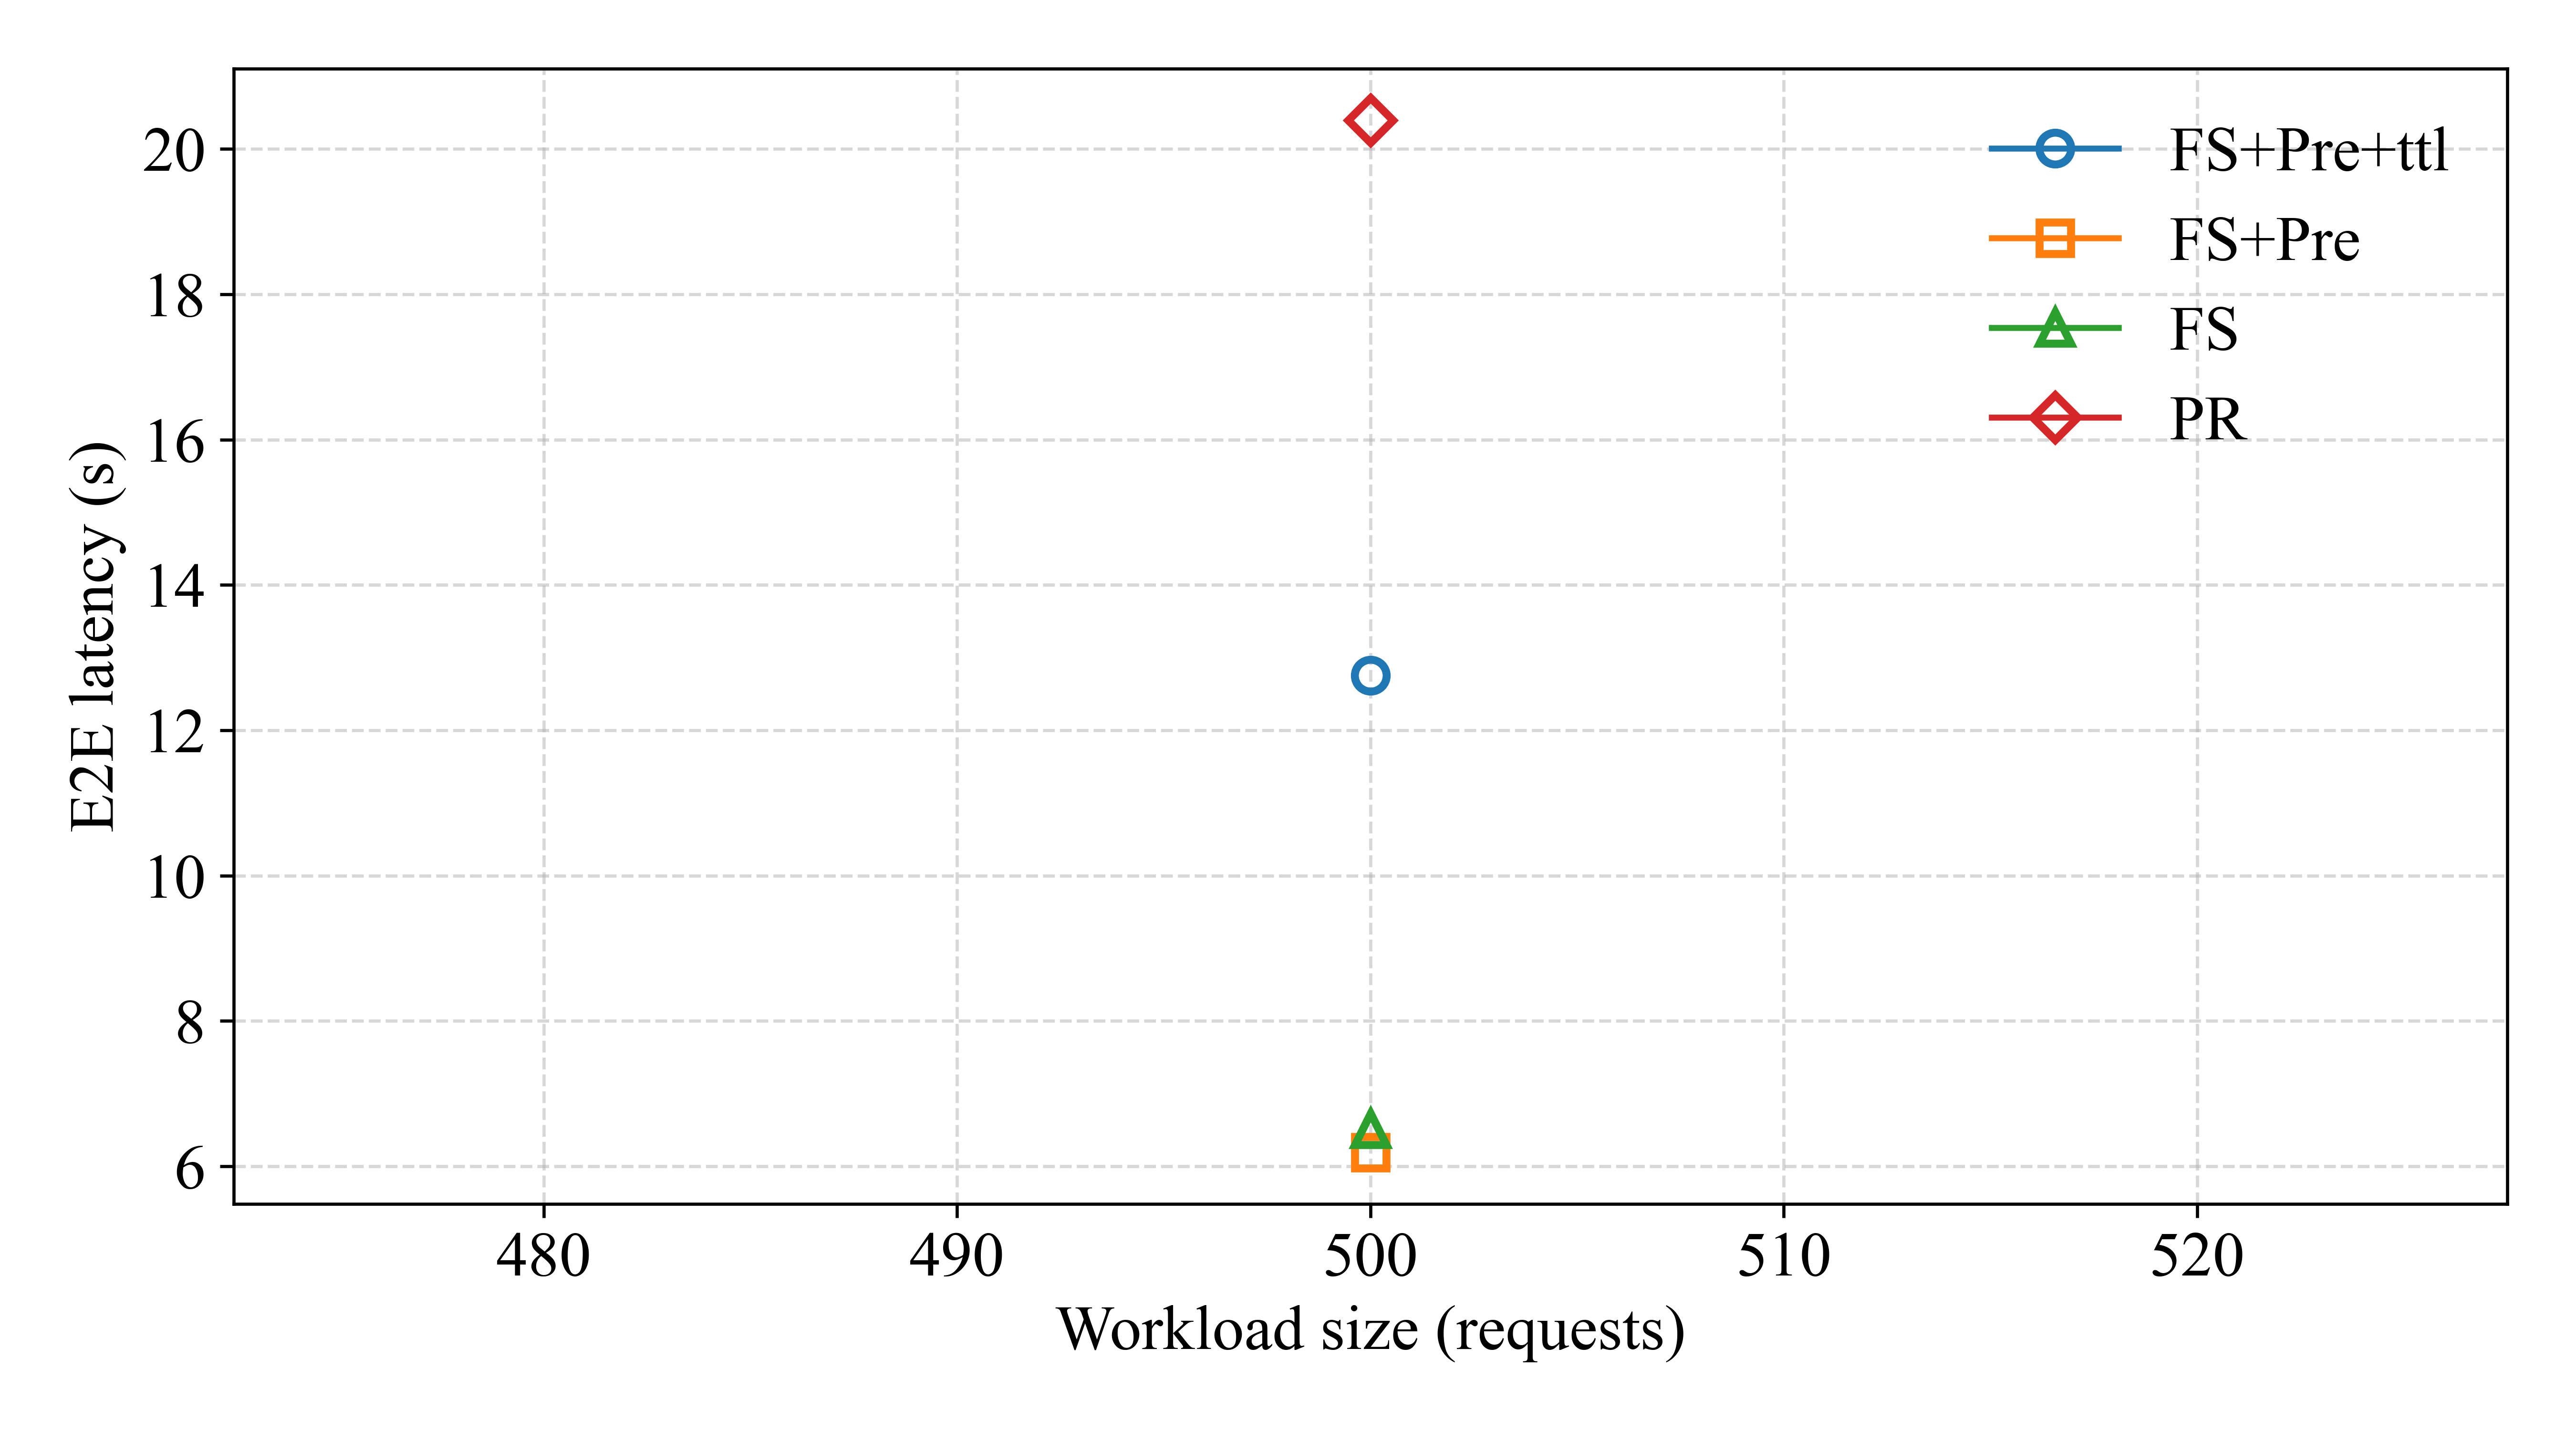 20
18
16
14
12
10
8
6
E2E latency (s)
FS+Pre+ttl
FS+Pre
FS
PR
480 490 500 510 520
Workload size (requests)